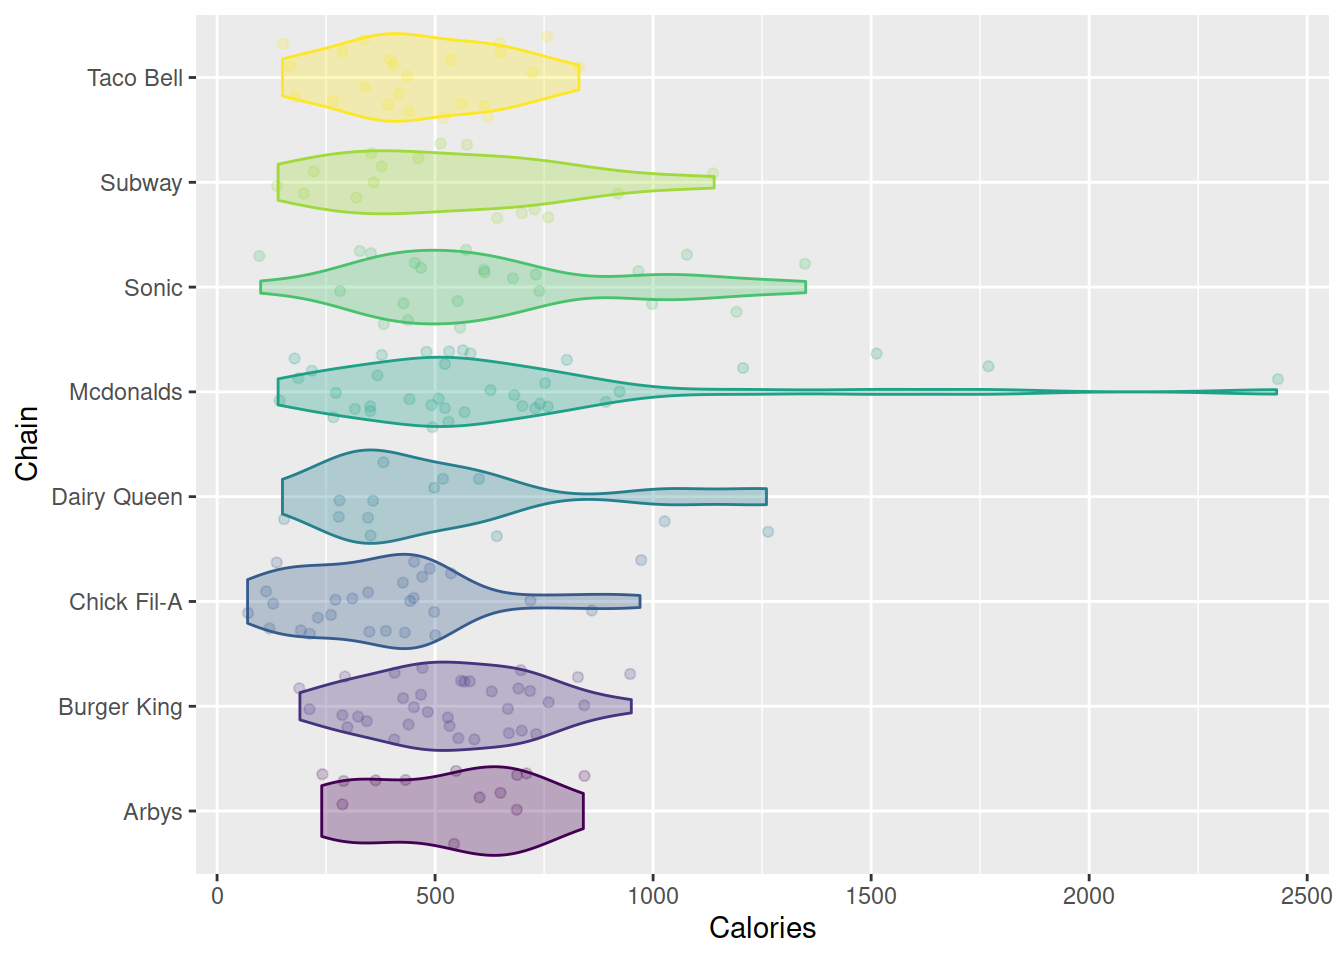 Taco Bell
Subway
Sonic
Mcdonalds
Dairy Queen
Chick Fil-A
Burger King
Arbys
Chain
0 500 1000 1500 2000 2500
Calories